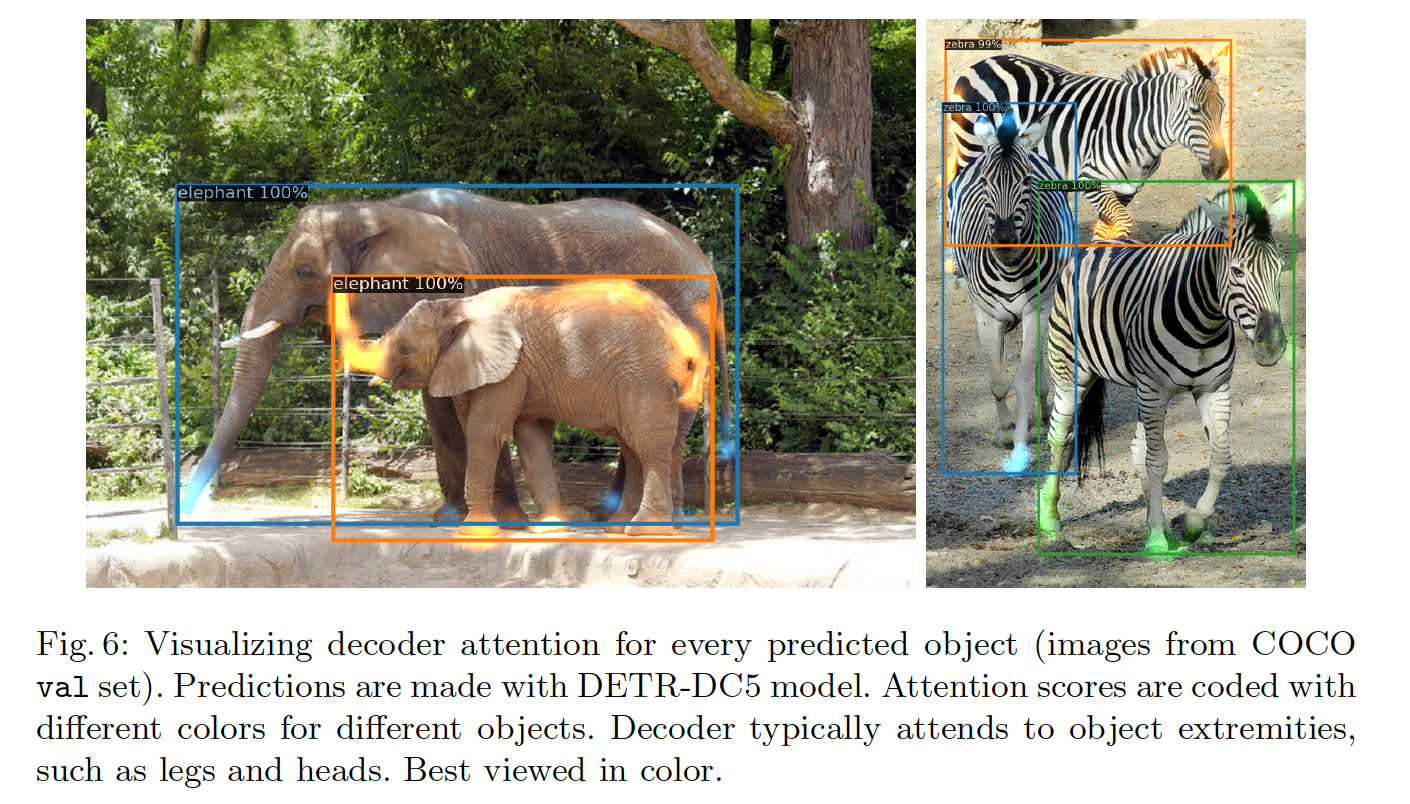 elephant 100%
elephant 100%
zebra 99%
zebra 100%
zebra 100%
Fig. 6: Visualizing decoder attention for every predicted object (images from COCO
val set). Predictions are made with DETR-DC5 model. Attention scores are coded with
different colors for different objects. Decoder typically attends to object extremities,
such as legs and heads. Best viewed in color.